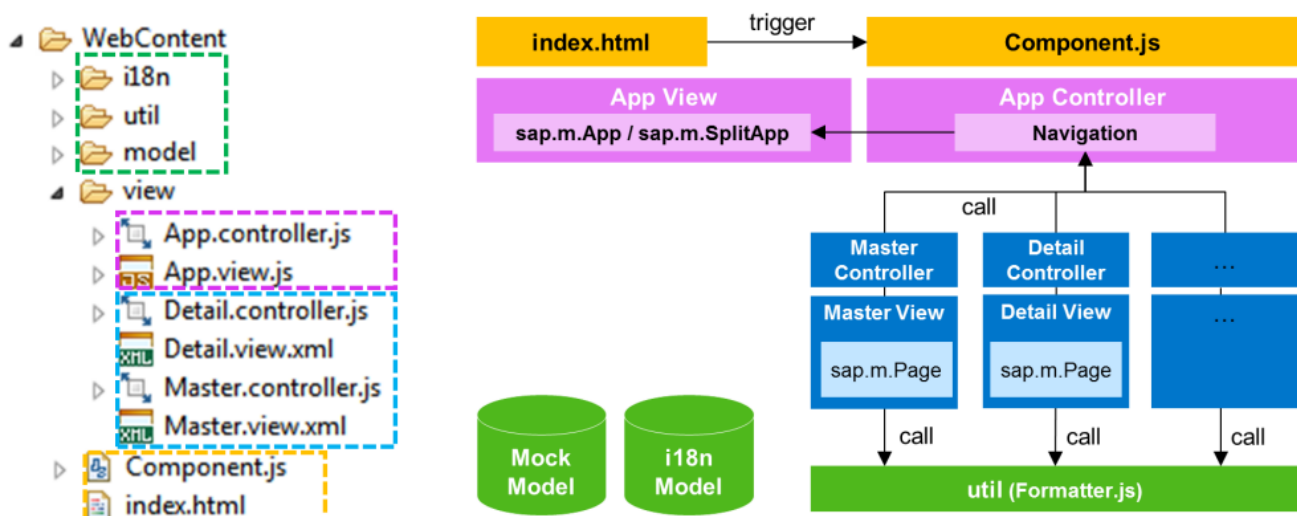 WebContent
i18n
util
model
view
App.controller.js
App.view.js
Detail.controller.js
Detail.view.xml
Master.controller.js
Master.view.xml
Component.js
index.html
index.html
trigger
Component.js
App View
sap.m.App / sap.m.SplitApp
App Controller
Navigation
call
Master
Controller
Detail
Controller
...
Master View
sap.m.Page
Detail View
sap.m.Page
...
call
call
call
Mock
Model
i18n
Model
util (Formatter.js)